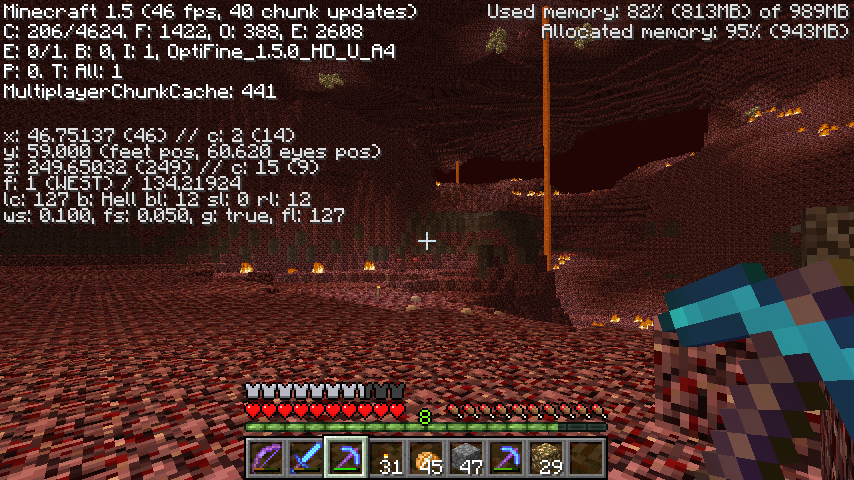 Minecraft 1.5 (46 fps, 40 chunk updates)
C: 206/4624, F: 1422, O: 388, E: 2608
E: 0/1. B: 0, I: 1, OptiFine_1.5.0_HD_U_A4
P: 0. T: All: 1
MultiplayerChunkCache: 441
Used memory: 82% (813MB) of 989MB
Allocated memory: 95% (943MB)
x: 46.75137 (46) // c: 2 (14)
y: 59.000 (feet pos, 60.620 eyes pos)
z: 249.65032 (249) // c: 15 (9)
f: 1 (WEST) / 134.21924
lc: 127 b: Hell bl: 12 sl: 0 rl: 12
ws: 0.100, fs: 0.050, g: true, fl: 127
8
31 45 47 29